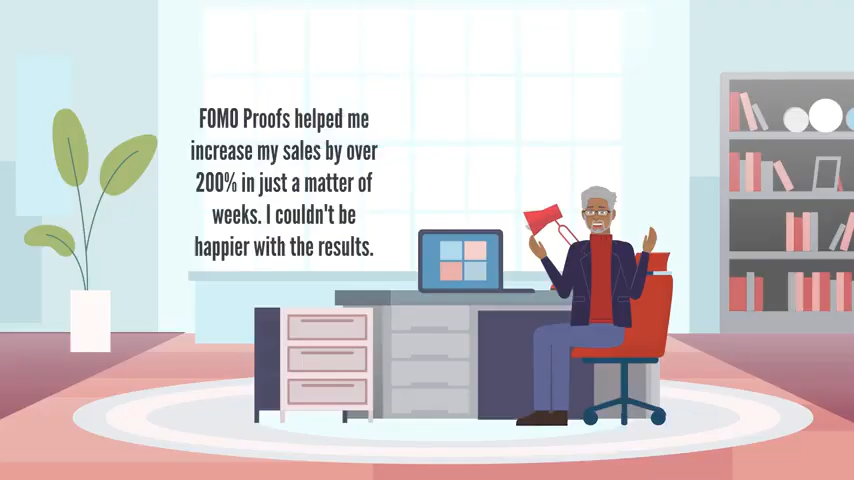 FOMO Proofs helped me
increase my sales by over
200% in just a matter of
weeks. I couldn't be
happier with the results.